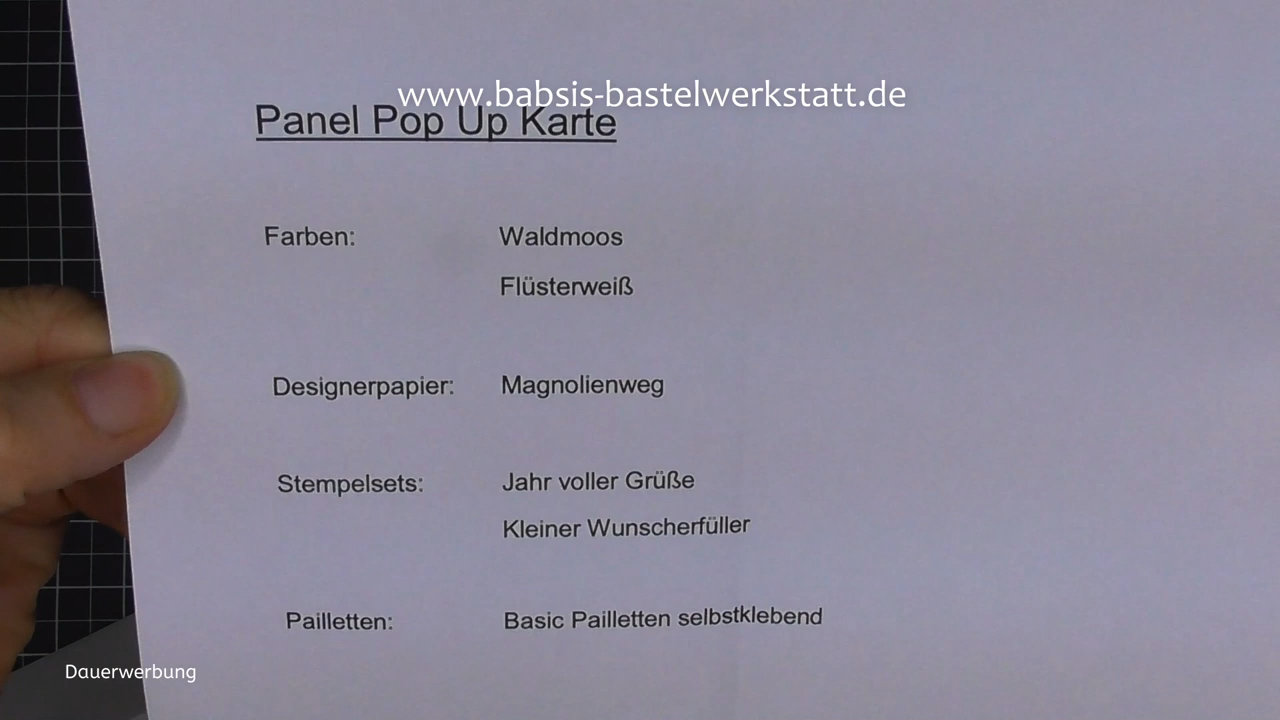 www.babsis-bastelwerkstatt.de
Panel Pop Up Karte
Farben: Waldmoos
Flüsterweiß
Designerpapier: Magnolienweg
Stempelsets: Jahr voller Grüße
Kleiner Wunscherfüller
Pailletten: Basic Pailletten selbstklebend
Dauerwerbung